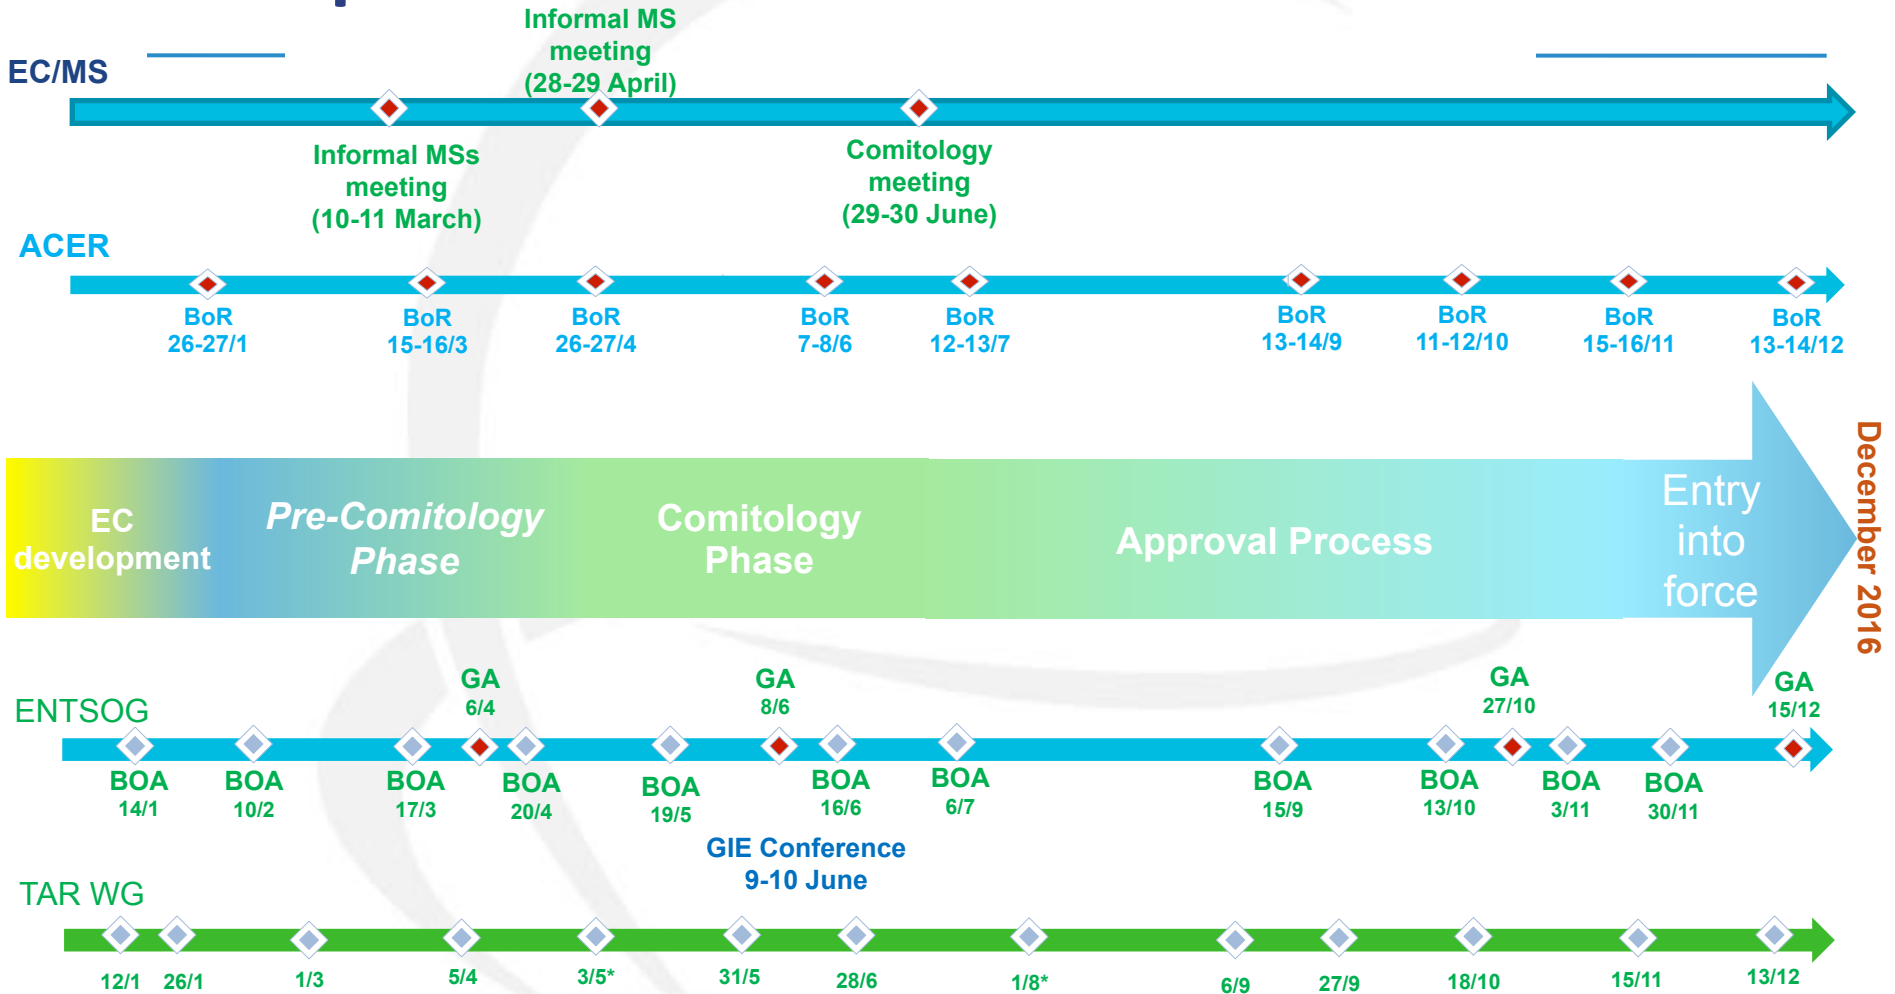 Informal MS
meeting
(28-29 April)
EC/MS
Informal MSs
meeting
(10-11 March)
Comitology
meeting
(29-30 June)
ACER
BoR
26-27/1
BoR
15-16/3
BoR
26-27/4
BoR
7-8/6
BoR
12-13/7
BoR
13-14/9
BoR
11-12/10
BoR
15-16/11
BoR
13-14/12
EC
development
Pre-Comitology
Phase
Comitology
Phase
Approval Process
Entry
into
force
December 2016
ENTSOG
GA
6/4
GA
8/6
GA
27/10
GA
15/12
BOA
14/1
BOA
10/2
BOA
17/3
BOA
20/4
BOA
19/5
BOA
16/6
BOA
6/7
BOA
15/9
BOA
13/10
BOA
3/11
BOA
30/11
GIE Conference
9-10 June
TAR WG
12/1
26/1
1/3
5/4
3/5*
31/5
28/6
1/8*
6/9
27/9
18/10
15/11
13/12